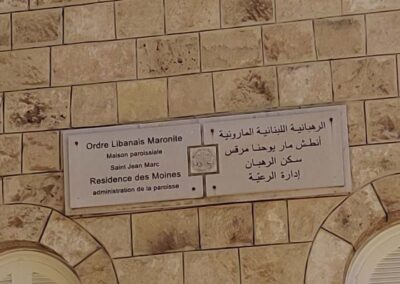 Ordre Libanais Maronite
Maison paroissiale
Saint Jean Marc
Residence des Moines
administration de la paroisse
الرهبانية اللبنانية المارونية
أنطش مار يوحنا مرقس
سكن الرهبان
إدارة الرعيّة